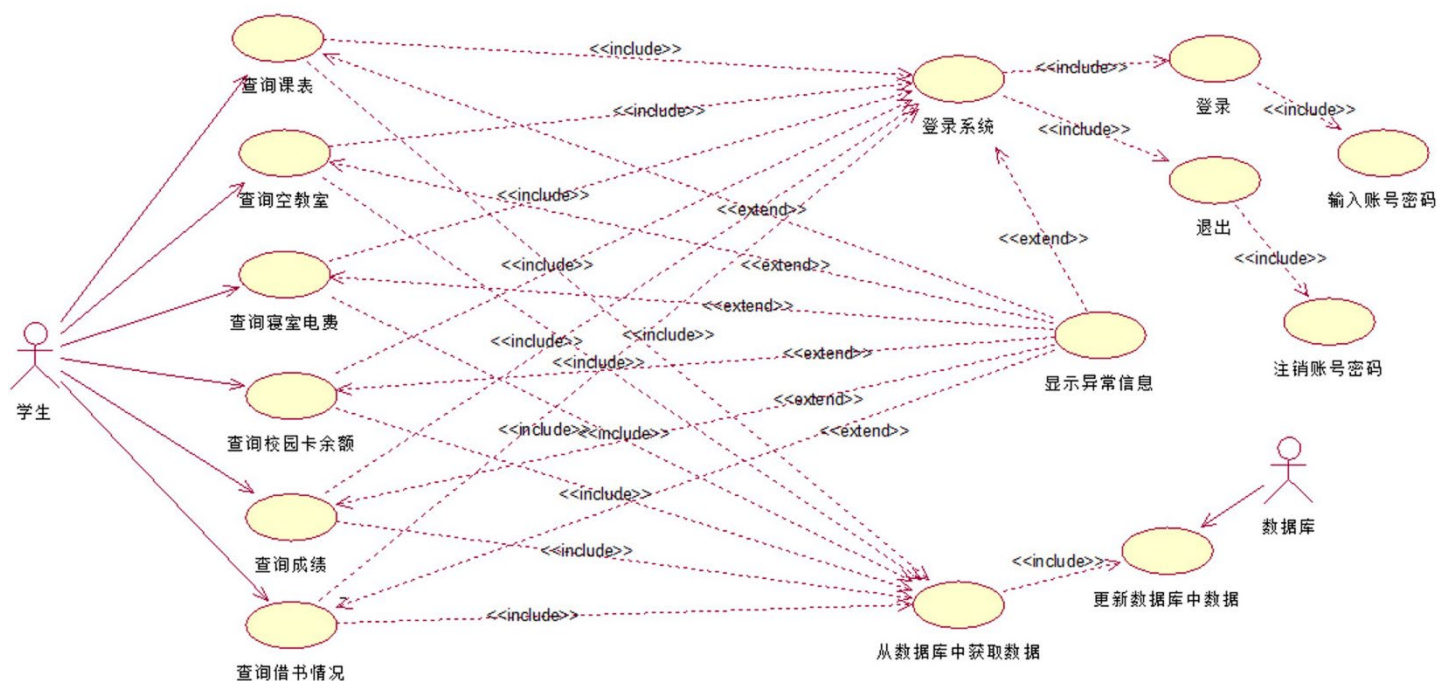 <<include>>
<<include>>
查询课表
登录系统
登录
<<include>>
<<include>>
<<include>>
查询空教室
<<include>>
输入账号密码
<<extend>>
退出
<<extend>>
<<include>>
<<include>>
<<extend>>
查询寝室电费
<<extend>>
<<include>>
<<include>>
<<extend>>
<<include>>
显示异常信息
注销账号密码
学生
<<extend>>
查询校园卡余额
<<include>>
<<include>>
<<extend>>
<<include>>
数据库
查询成绩
<<include>>
<<include>>
更新数据库中数据
<<include>>
从数据库中获取数据
查询借书情况